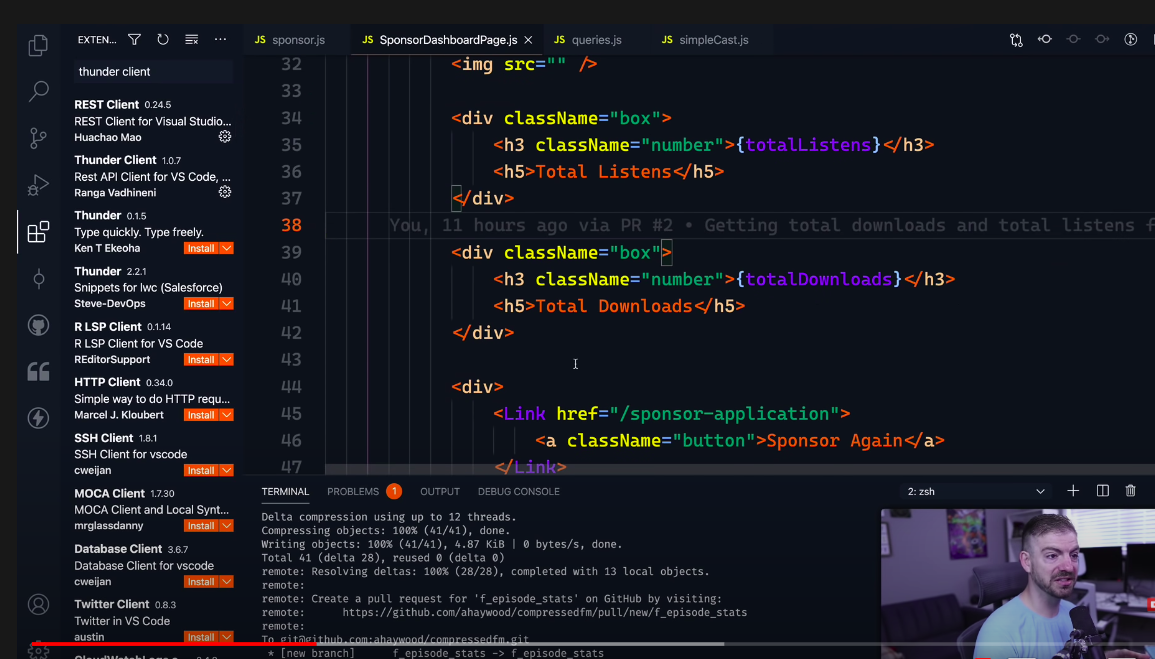 EXTEN...
JS sponsor.js
JS SponsorDashboardPage.js
JS queries.js
JS simpleCast.js
thunder client
REST Client 0.24.5
REST Client for Visual Studio...
Huachao Mao
Thunder Client 1.0.7
Rest API Client for VS Code, ...
Ranga Vadhineni
Thunder 0.1.5
Type quickly. Type freely.
Ken T Ekeoha Install
Thunder 2.2.1
Snippets for lwc (Salesforce)
Steve-DevOps Install
R LSP Client 0.1.14
R LSP Client for VS Code
REditorSupport Install
HTTP Client 0.34.0
Simple way to do HTTP requ...
Marcel J. Kloubert Install
SSH Client 1.8.1
SSH Client for vscode
cweijan Install
MOCA Client 1.7.30
MOCA Client and Local Synt...
mrglassdanny Install
Database Client 3.6.7
Database Client for vscode
cweijan Install
Twitter Client 0.8.3
Twitter in VS Code
austin Install
32 <img src="" />
33
34 <div className="box">
35 <h3 className="number">{totalListens}</h3>
36 <h5>Total Listens</h5>
37 </div>
38 You, 11 hours ago via PR #2 • Getting total downloads and total listens f
39 <div className="box">
40 <h3 className="number">{totalDownloads}</h3>
41 <h5>Total Downloads</h5>
42 </div>
43
44 <div>
45 <Link href="/sponsor-application">
46 <a className="button">Sponsor Again</a>
47 </Link>
TERMINAL PROBLEMS 1 OUTPUT DEBUG CONSOLE 2: zsh
Delta compression using up to 12 threads.
Compressing objects: 100% (41/41), done.
Writing objects: 100% (41/41), 4.87 KiB | 0 bytes/s, done.
Total 41 (delta 28), reused 0 (delta 0)
remote: Resolving deltas: 100% (28/28), completed with 13 local objects.
remote:
remote: Create a pull request for 'f_episode_stats' on GitHub by visiting:
remote: https://github.com/ahaywood/compressedfm/pull/new/f_episode_stats
remote:
To git@github.com:ahaywood/compressedfm.git
* [new branch] f_episode_stats -> f_episode_stats